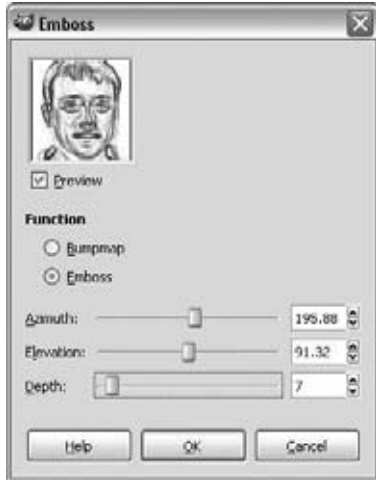 Emboss
Preview
Function
Bumpmap
Emboss
Azimuth: 195.88
Elevation: 91.32
Depth: 7
Help OK Cancel